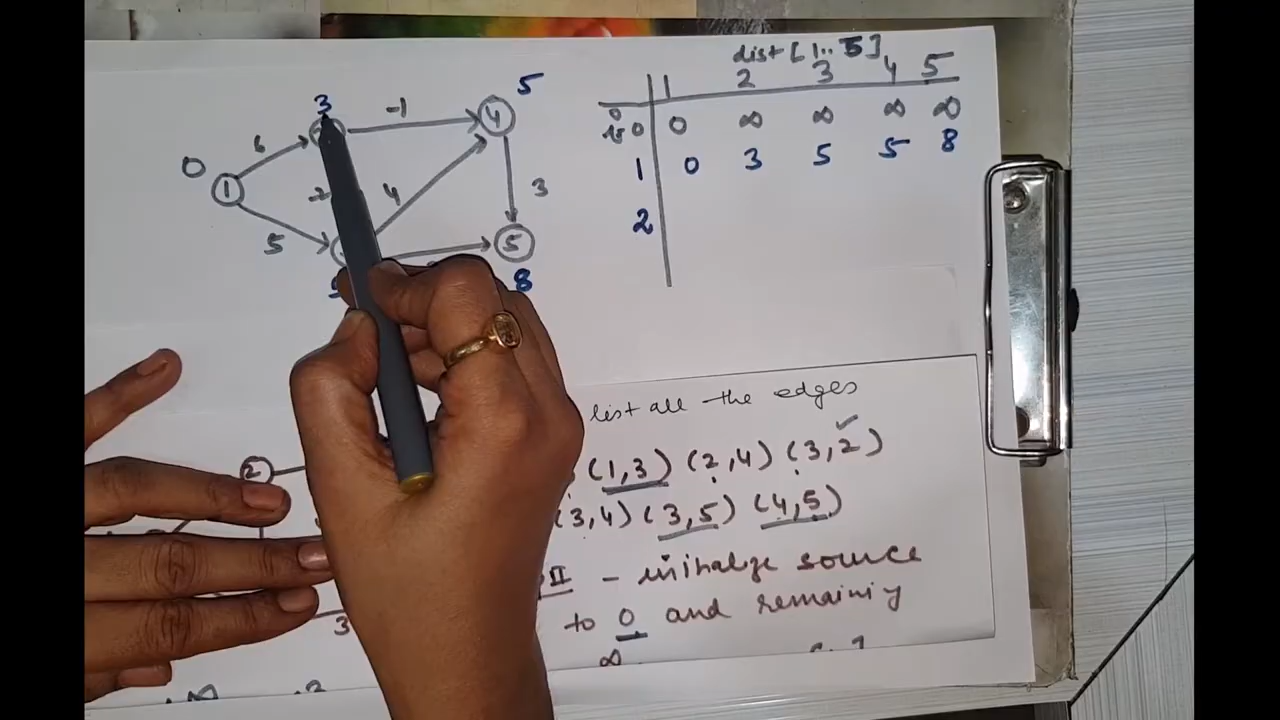 dist [1..5]
1 2 3 4 5
0 0 ∞ ∞ ∞ ∞
1 0 3 5 5 8
2
3 -1 4 5
0 6
1 4 3
5 5
8
list all the edges
(1,3) (2,4) (3,2)
(3,4) (3,5) (4,5)
II - initialize source
to 0 and remaining
∞
2
3